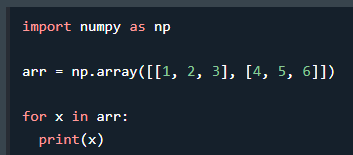 import numpy as np
arr = np.array([[1, 2, 3], [4, 5, 6]])
for x in arr:
  print(x)